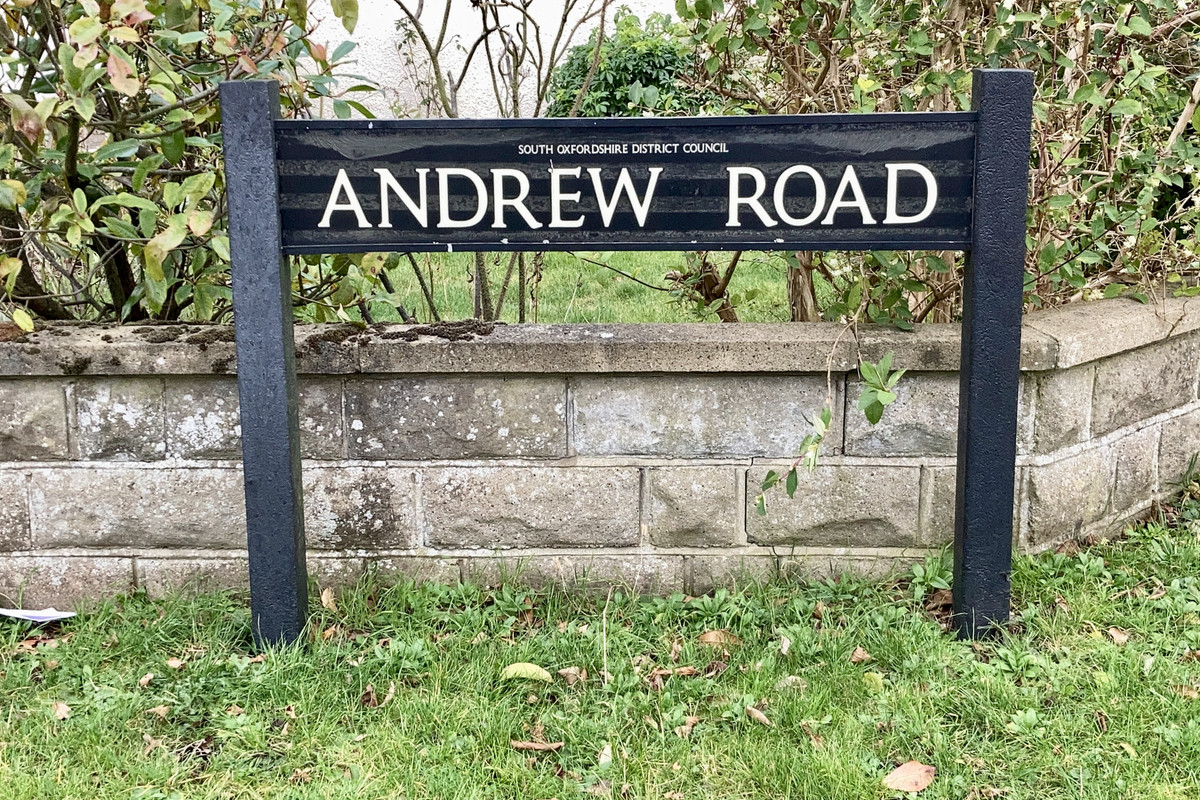 SOUTH OXFORDSHIRE DISTRICT COUNCIL
ANDREW ROAD